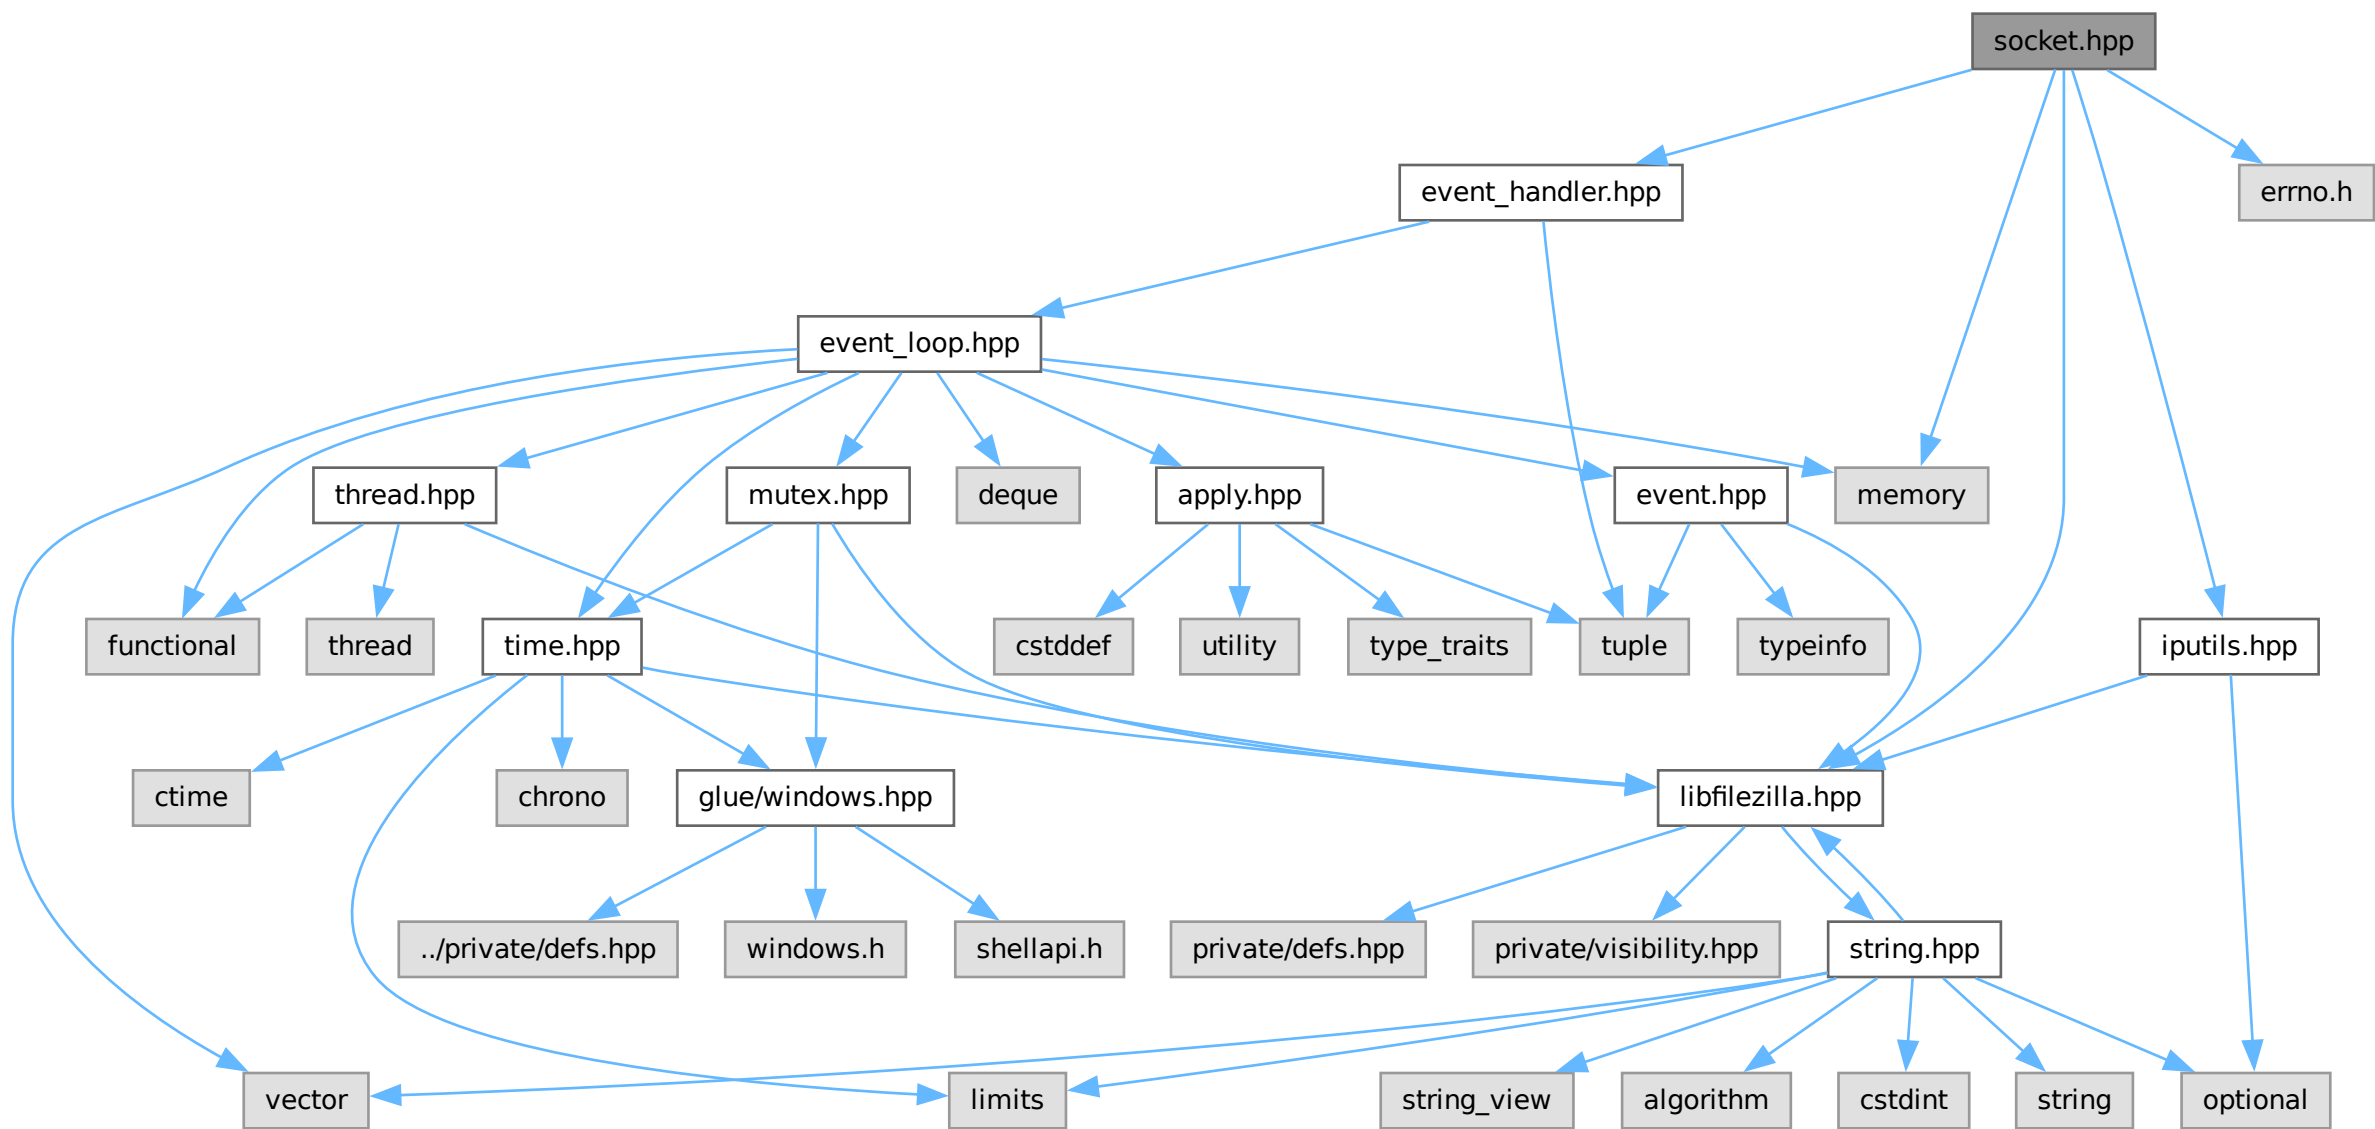 socket.hpp
event_handler.hpp
errno.h
event_loop.hpp
thread.hpp
mutex.hpp
deque
apply.hpp
event.hpp
memory
functional
thread
time.hpp
cstddef
utility
type_traits
tuple
typeinfo
iputils.hpp
ctime
chrono
glue/windows.hpp
libfilezilla.hpp
../private/defs.hpp
windows.h
shellapi.h
private/defs.hpp
private/visibility.hpp
string.hpp
vector
limits
string_view
algorithm
cstdint
string
optional